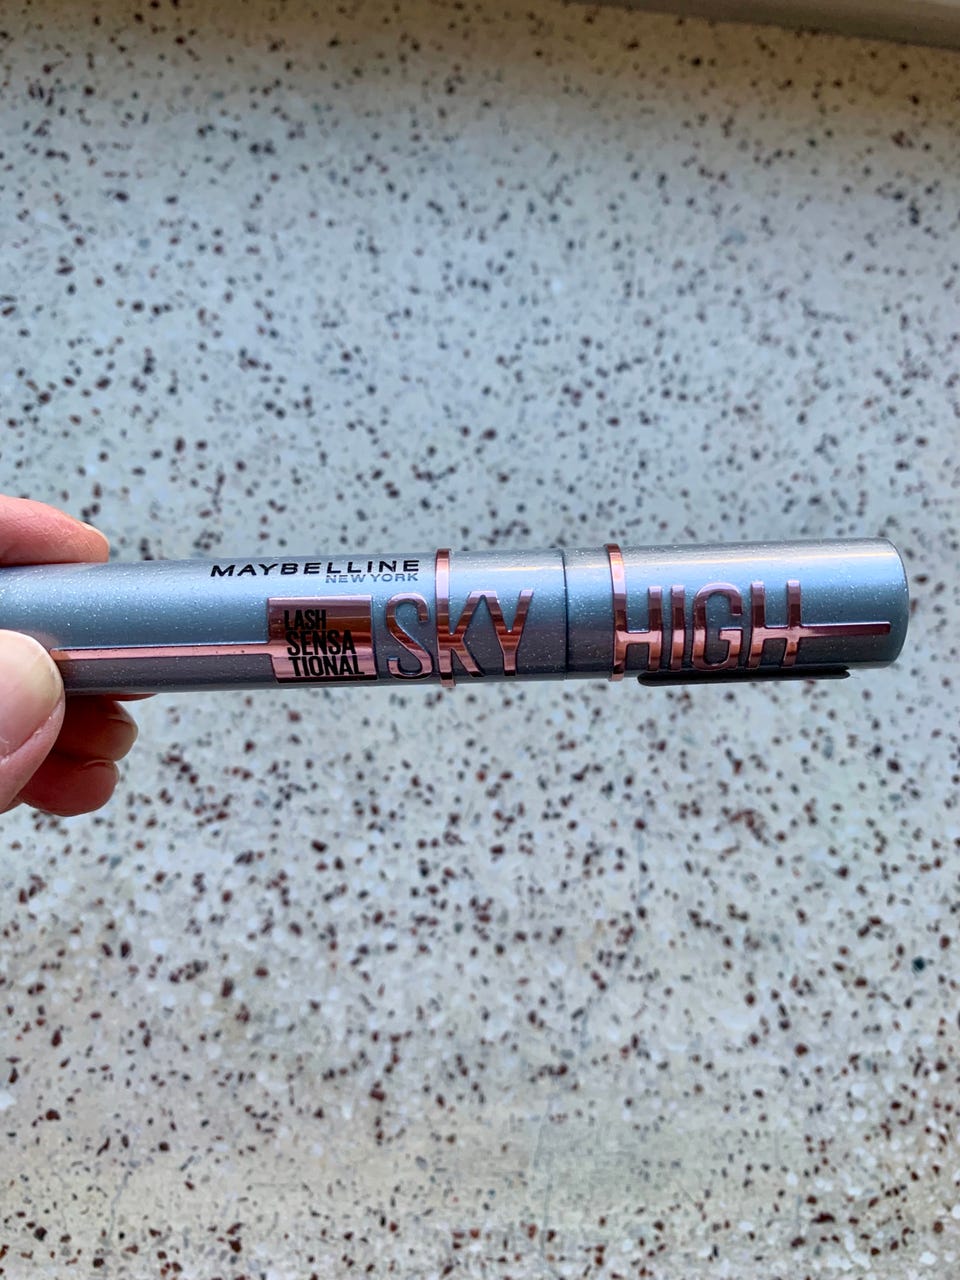 MAYBELLINE
NEW YORK
LASH
SENSA
TIONAL
SKY HIGH